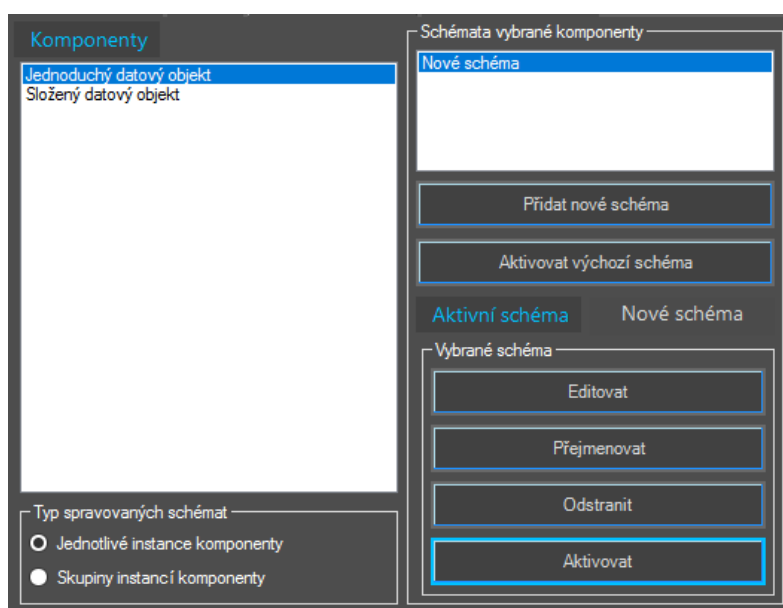 Komponenty
Jednoduchý datový objekt
Složený datový objekt
Typ spravovaných schémat
Jednotlivé instance komponenty
Skupiny instancí komponenty
Schémata vybrané komponenty
Nové schéma
Přidat nové schéma
Aktivovat výchozí schéma
Aktivní schéma Nové schéma
Vybrané schéma
Editovat
Přejmenovat
Odstranit
Aktivovat